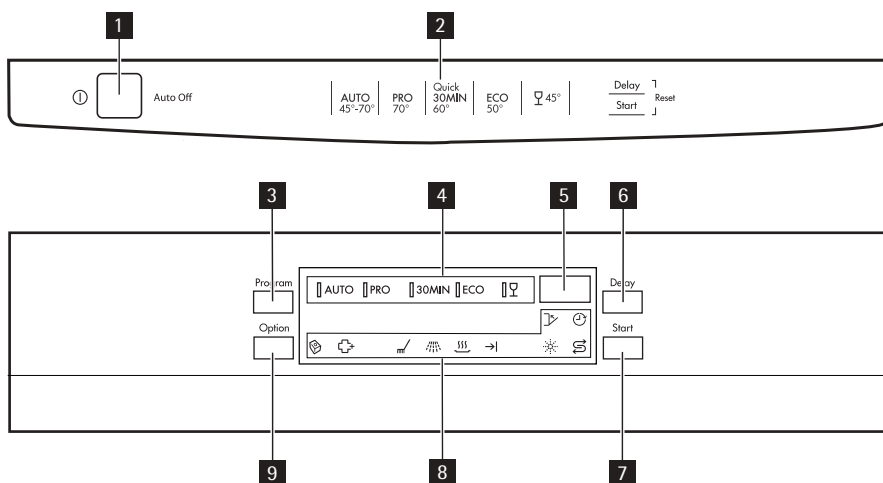 1
2
Auto Off
AUTO 45°-70°
PRO 70°
Quick 30MIN 60°
ECO 50°
45°
Delay
Start
Reset
3
4
5
6
Program
AUTO PRO 30MIN ECO
Delay
Option
Start
9
8
7